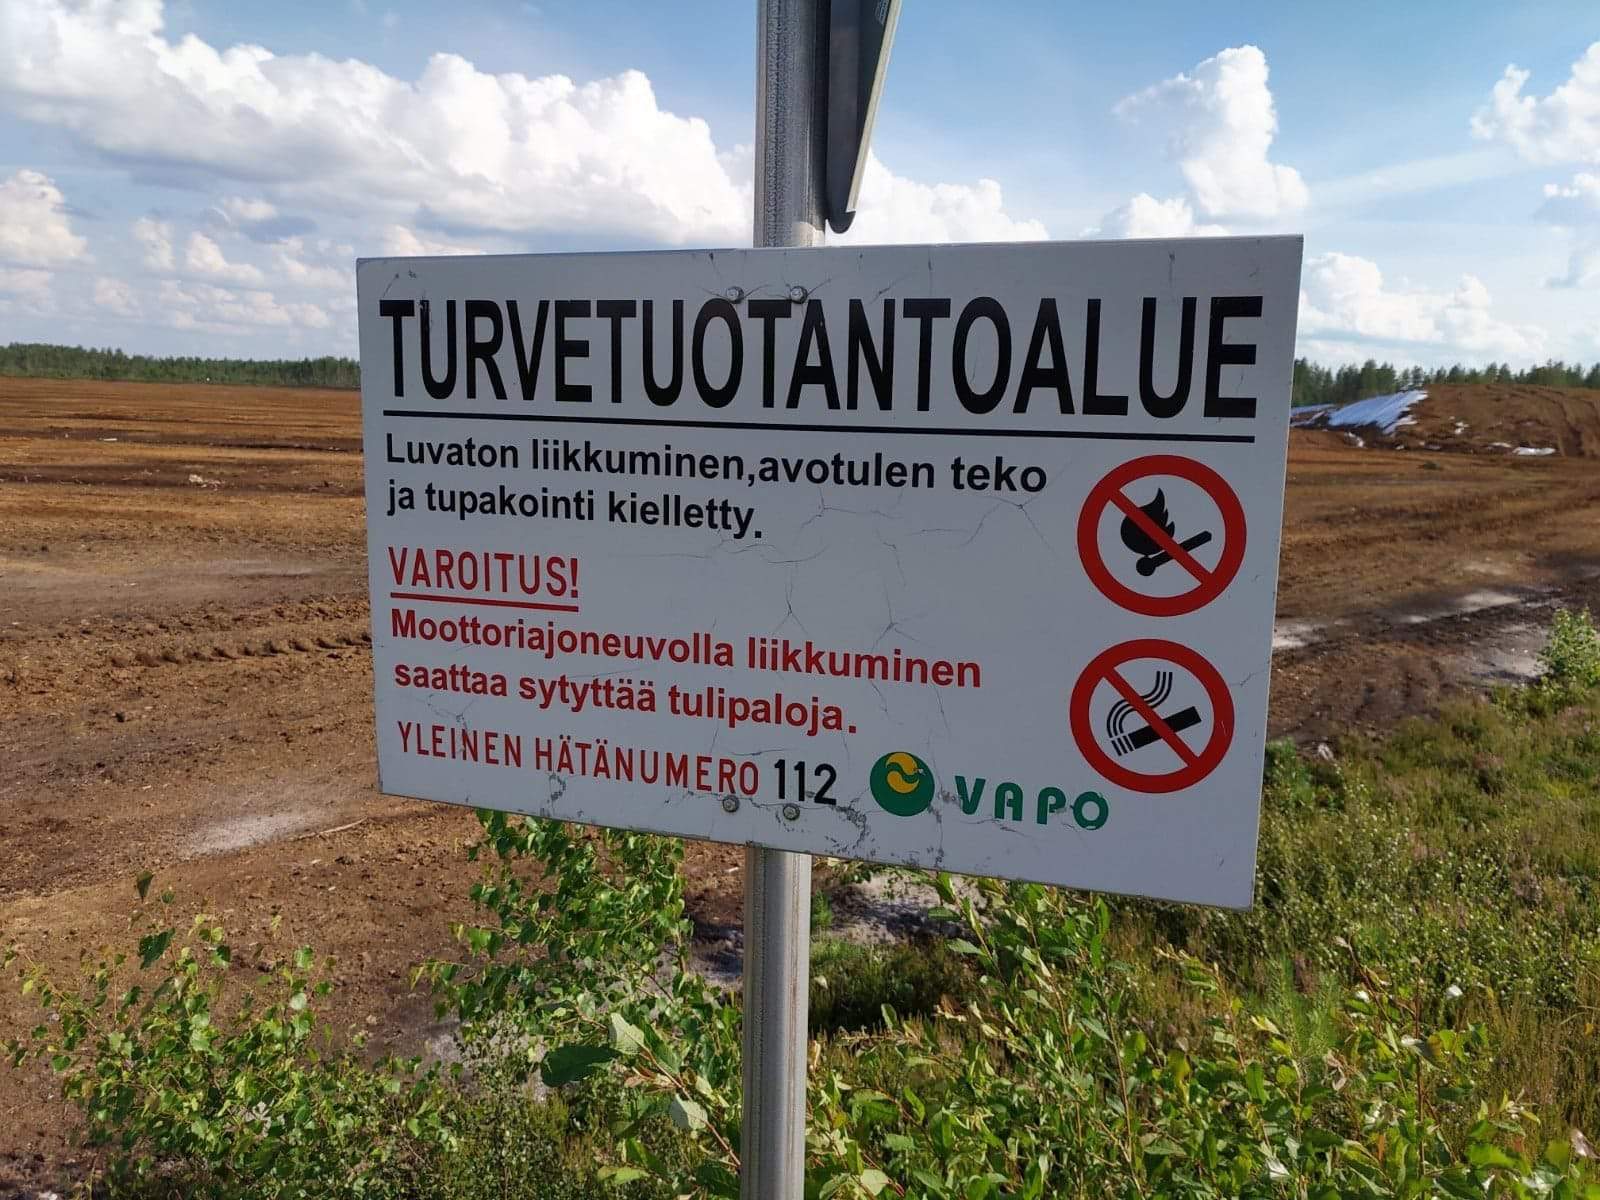 TURVETUOTANTOALUE
Luvaton liikkuminen,avotulen teko
ja tupakointi kielletty.
VAROITUS!
Moottoriajoneuvolla liikkuminen
saattaa sytyttää tulipaloja.
YLEINEN HÄTÄNUMERO 112
VAPO